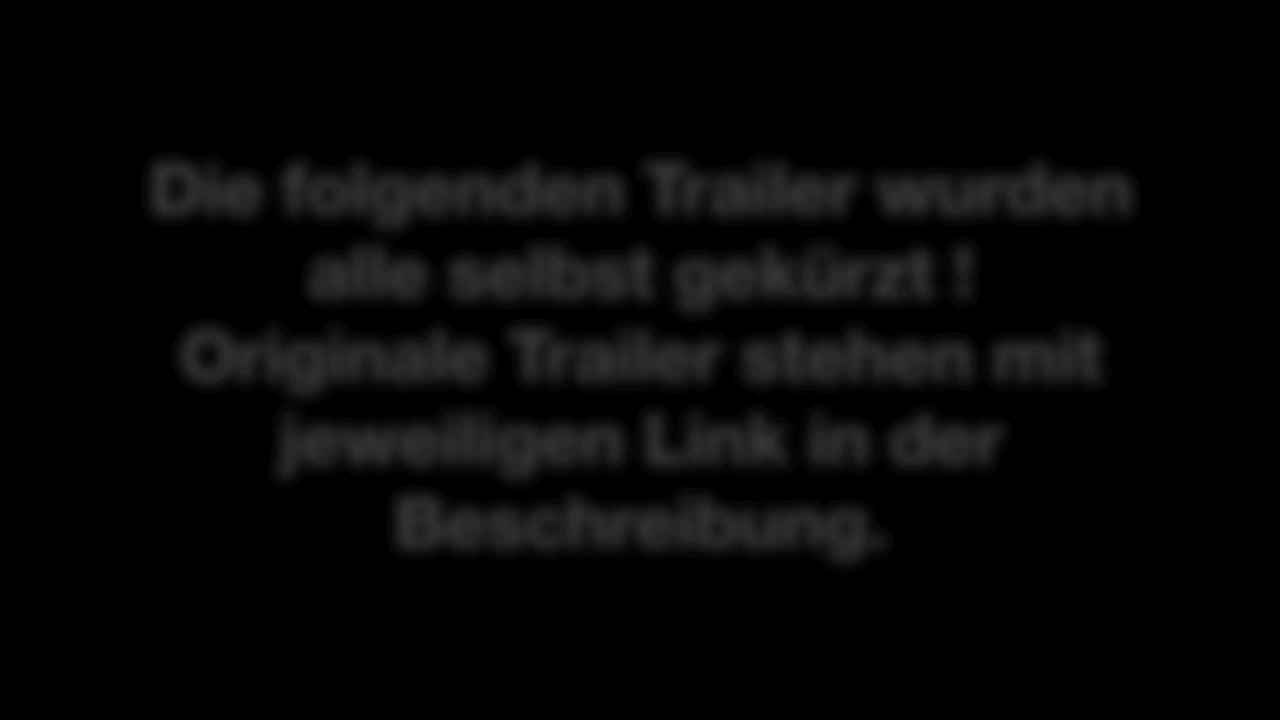 Die folgenden Trailer wurden
alle selbst gekürzt !
Originale Trailer stehen mit
jeweiligen Link in der
Beschreibung.